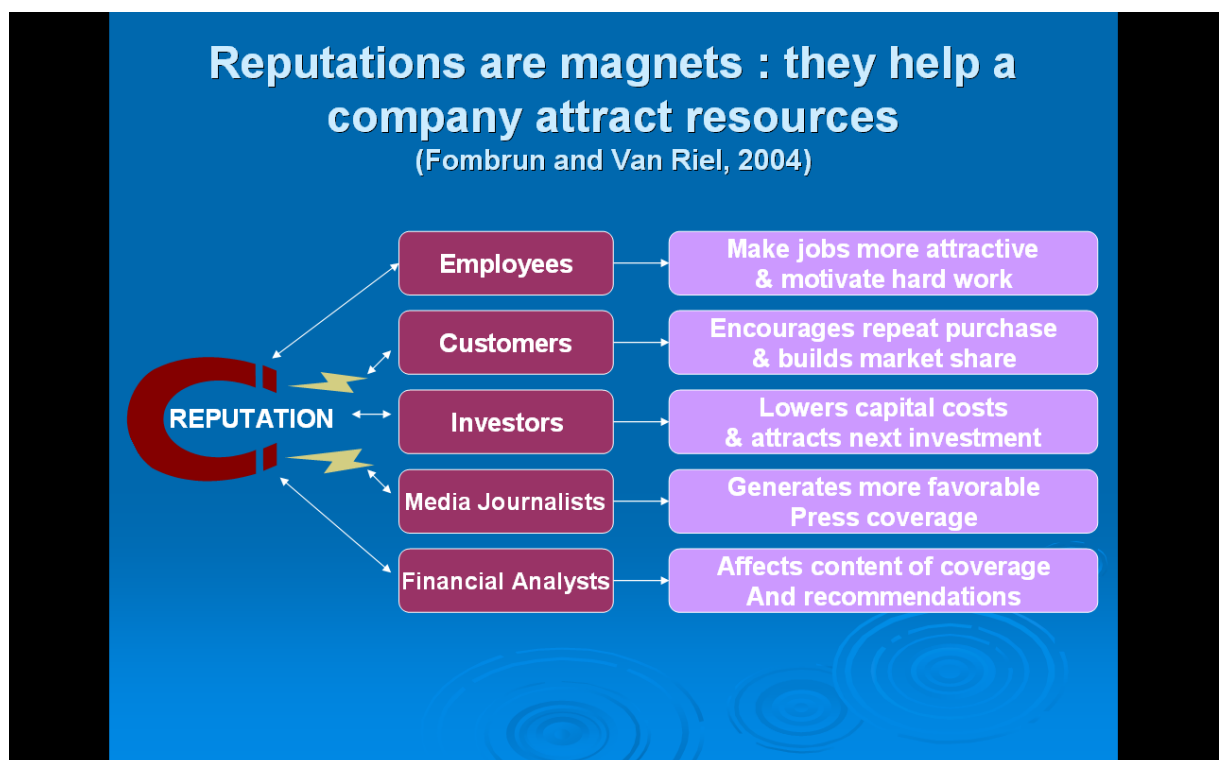 Reputations are magnets : they help a
company attract resources
(Fombrun and Van Riel, 2004)
Employees
Make jobs more attractive
& motivate hard work
Customers
Encourages repeat purchase
& builds market share
REPUTATION
Investors
Lowers capital costs
& attracts next investment
Media Journalists
Generates more favorable
Press coverage
Financial Analysts
Affects content of coverage
And recommendations